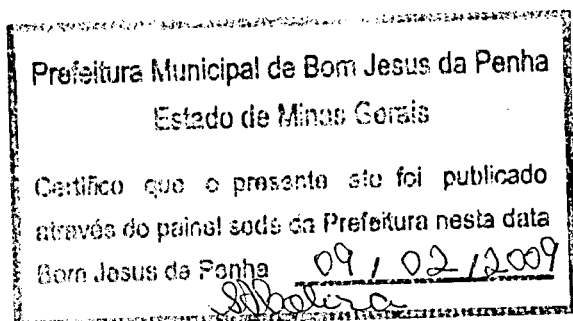 Prefeitura Municipal de Bom Jesus da Penha
Estado de Minas Gerais
Certifico que o presente ato foi publicado
através do painel sede da Prefeitura nesta data
Bom Jesus da Penha 09 / 02 / 2009